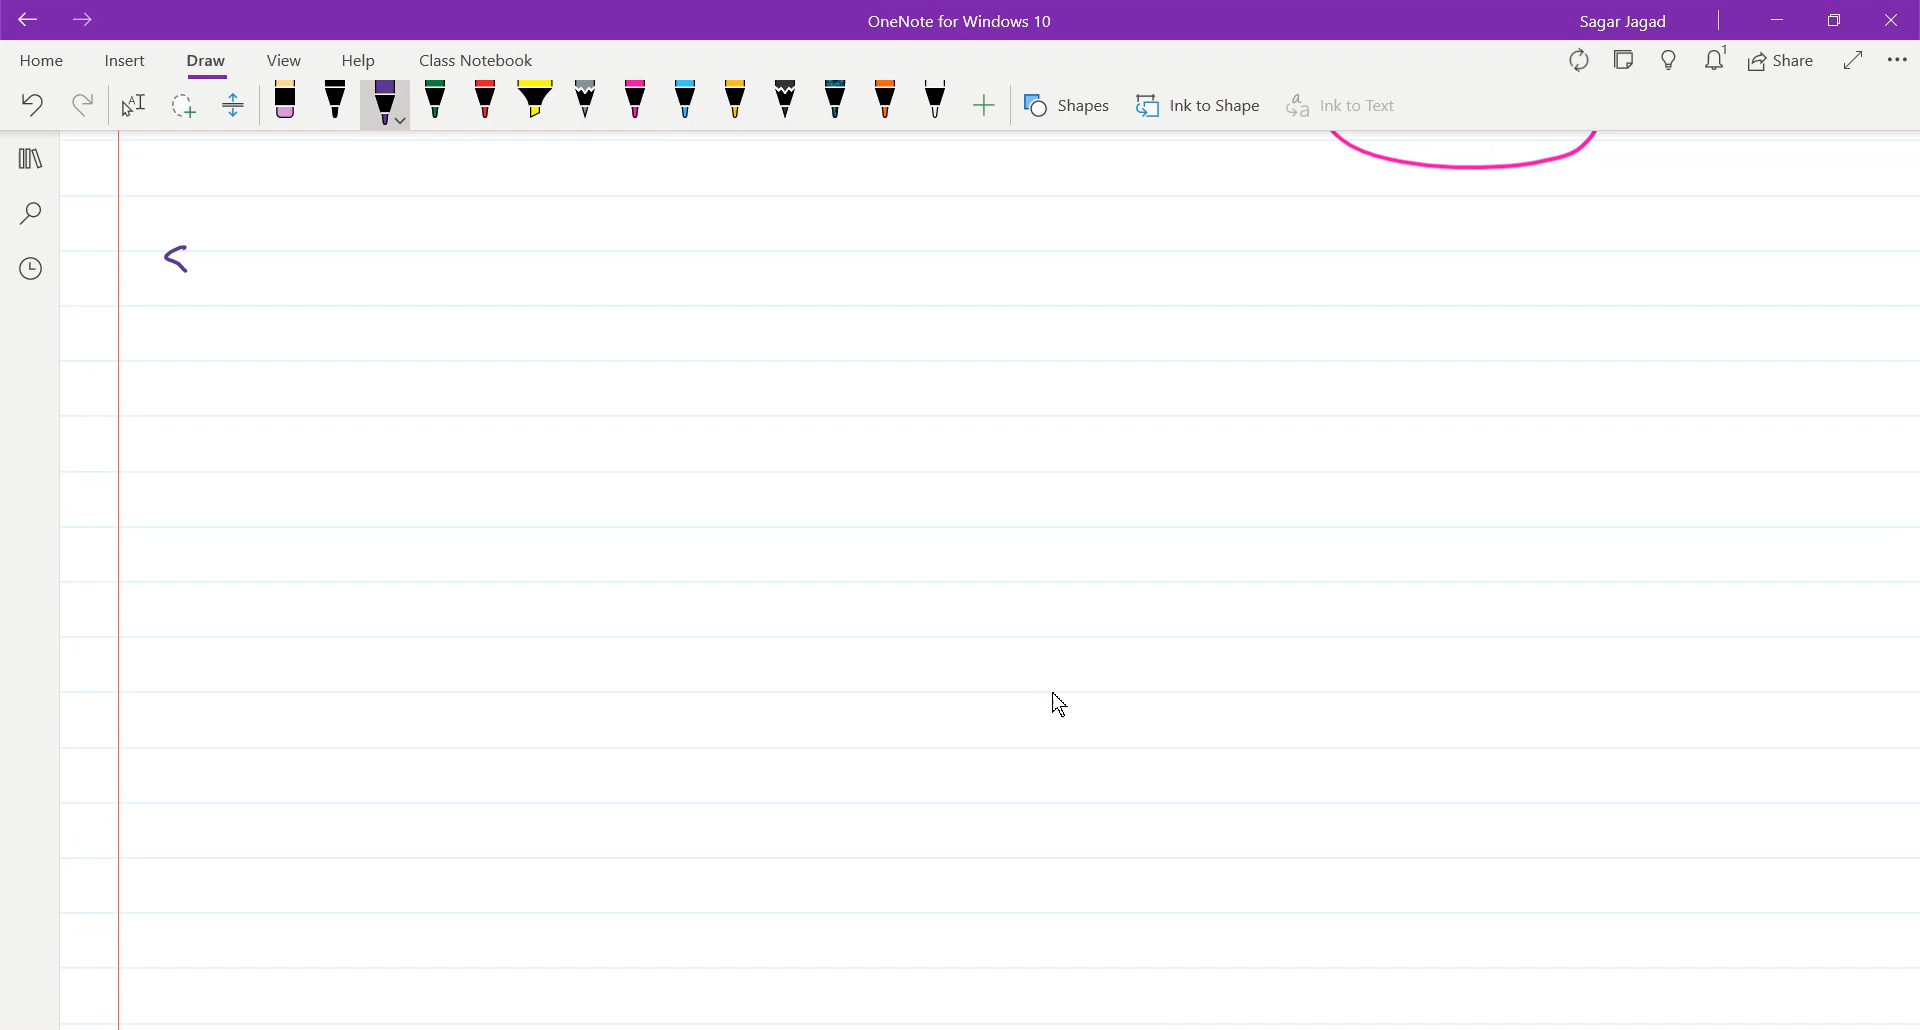 OneNote for Windows 10
Sagar Jagad
Home Insert Draw View Help Class Notebook
1 Share
Shapes Ink to Shape Ink to Text
<